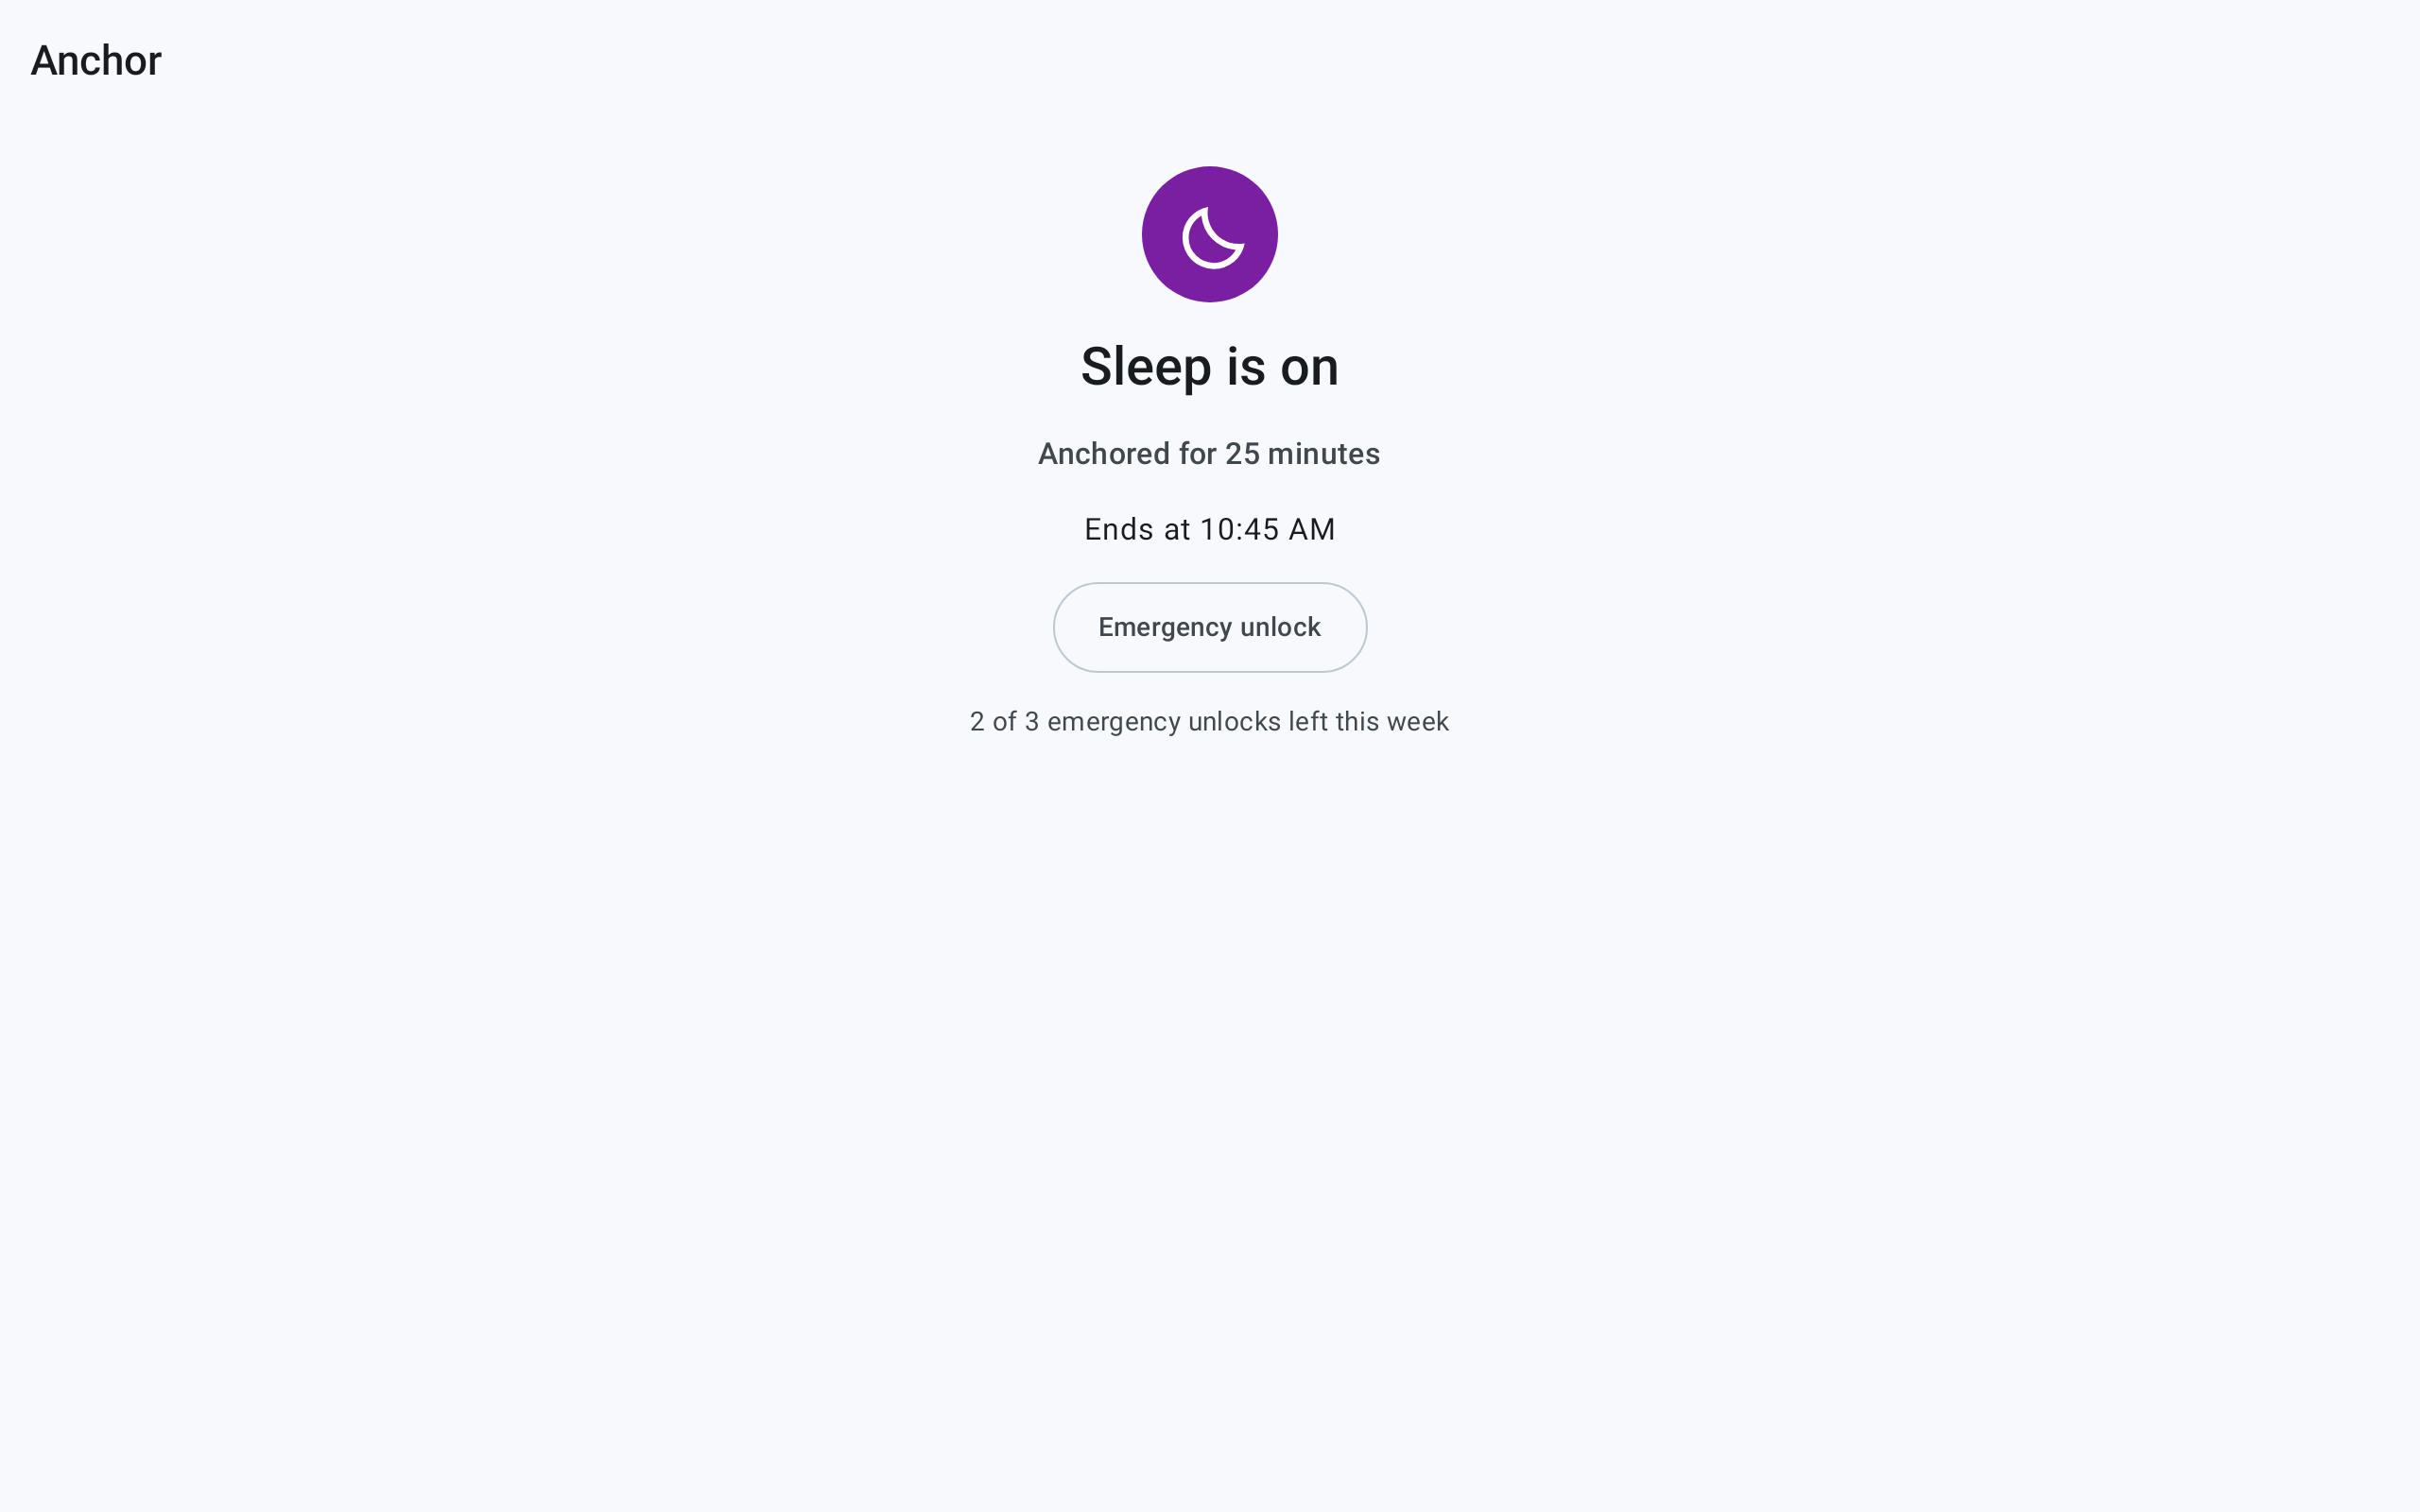 Anchor
Sleep is on
Anchored for 25 minutes
Ends at 10:45 AM
Emergency unlock
2 of 3 emergency unlocks left this week